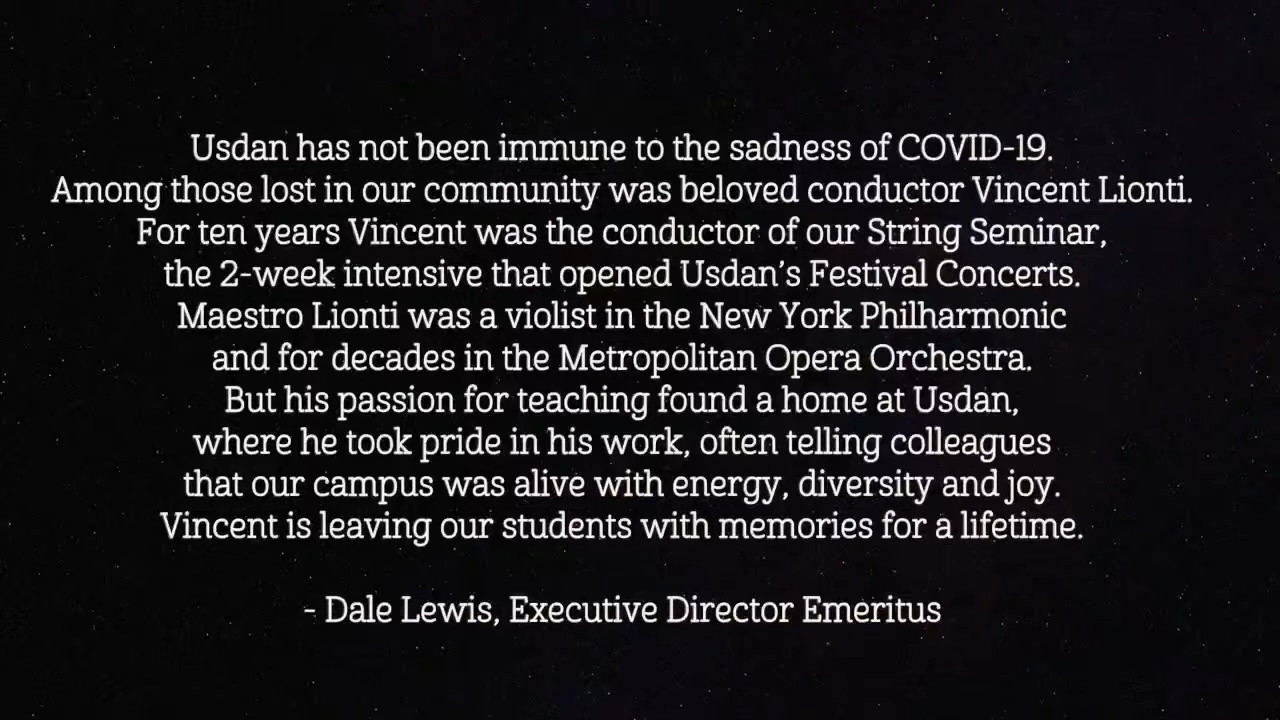 Usdan has not been immune to the sadness of COVID-19.
Among those lost in our community was beloved conductor Vincent Lionti.
For ten years Vincent was the conductor of our String Seminar,
the 2-week intensive that opened Usdan's Festival Concerts.
Maestro Lionti was a violist in the New York Philharmonic
and for decades in the Metropolitan Opera Orchestra.
But his passion for teaching found a home at Usdan,
where he took pride in his work, often telling colleagues
that our campus was alive with energy, diversity and joy.
Vincent is leaving our students with memories for a lifetime.
- Dale Lewis, Executive Director Emeritus